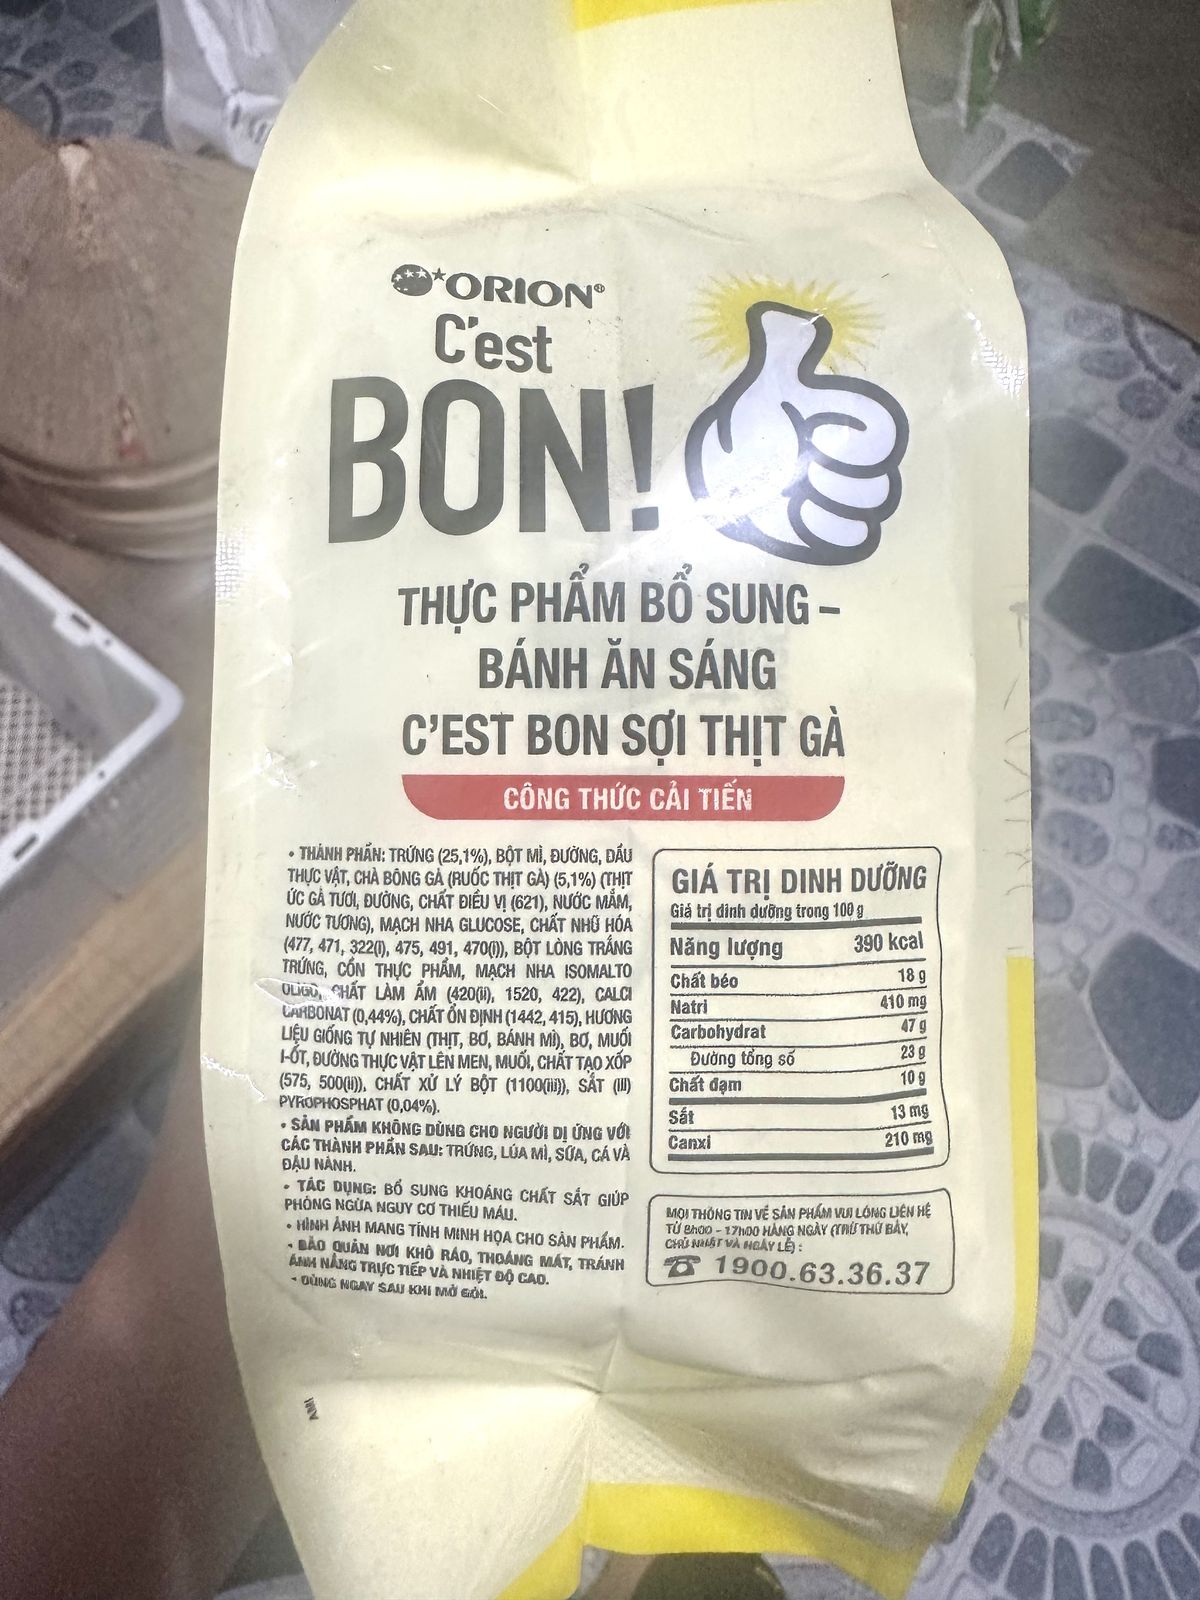 ORION®
C'est
BON!
THỰC PHẨM BỔ SUNG –
BÁNH ĂN SÁNG
C'EST BON SỢI THỊT GÀ
CÔNG THỨC CẢI TIẾN
• THÀNH PHẦN: TRỨNG (25,1%), BỘT MÌ, ĐƯỜNG, DẦU
THỰC VẬT, CHÀ BÔNG GÀ (RUỐC THỊT GÀ) (5,1%) (THỊT
ỨC GÀ TƯƠI, ĐƯỜNG, CHẤT ĐIỀU VỊ (621), NƯỚC MẮM,
NƯỚC TƯƠNG), MẠCH NHA GLUCOSE, CHẤT NHŨ HÓA
(477, 471, 322(i), 475, 491, 470(i)), BỘT LÒNG TRẮNG
TRỨNG, CỒN THỰC PHẨM, MẠCH NHA ISOMALTO
OLIGO, CHẤT LÀM ẨM (420(ii), 1520, 422), CALCI
CARBONAT (0,44%), CHẤT ỔN ĐỊNH (1442, 415), HƯƠNG
LIỆU GIỐNG TỰ NHIÊN (THỊT, BƠ, BÁNH MÌ), BƠ, MUỐI
I-ỐT, ĐƯỜNG THỰC VẬT LÊN MEN, MUỐI, CHẤT TẠO XỐP
(575, 500(ii)), CHẤT XỬ LÝ BỘT (1100(iii)), SẮT (III)
PYROPHOSPHAT (0,04%).
• SẢN PHẨM KHÔNG DÙNG CHO NGƯỜI DỊ ỨNG VỚI
CÁC THÀNH PHẦN SAU: TRỨNG, LÚA MÌ, SỮA, CÁ VÀ
ĐẬU NÀNH.
• TÁC DỤNG: BỔ SUNG KHOÁNG CHẤT SẮT GIÚP
PHÒNG NGỪA NGUY CƠ THIẾU MÁU.
• HÌNH ẢNH MANG TÍNH MINH HỌA CHO SẢN PHẨM.
• BẢO QUẢN NƠI KHÔ RÁO, THOÁNG MÁT, TRÁNH
ÁNH NẮNG TRỰC TIẾP VÀ NHIỆT ĐỘ CAO.
• DÙNG NGAY SAU KHI MỞ GÓI.
GIÁ TRỊ DINH DƯỠNG
Giá trị dinh dưỡng trong 100 g
Năng lượng 390 kcal
Chất béo 18 g
Natri 410 mg
Carbohydrat 47 g
Đường tổng số 23 g
Chất đạm 10 g
Sắt 13 mg
Canxi 210 mg
MỌI THÔNG TIN VỀ SẢN PHẨM VUI LÒNG LIÊN HỆ
TỪ 8h00 - 17h00 HÀNG NGÀY (TRỪ THỨ BẢY,
CHỦ NHẬT VÀ NGÀY LỄ) :
☎ 1900.63.36.37